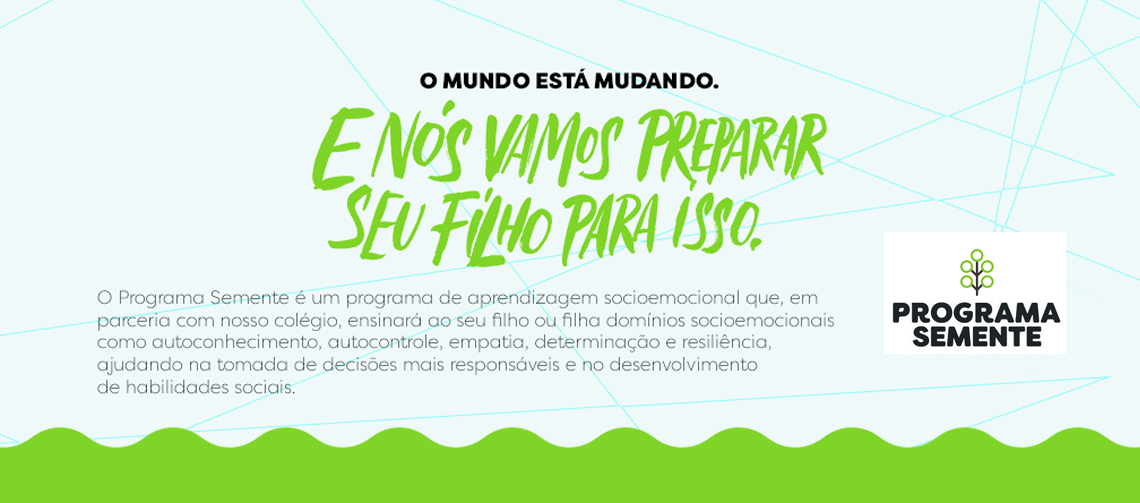 O MUNDO ESTÁ MUDANDO.
E NÓS VAMOS PREPARAR
SEU FILHO PARA ISSO.
O Programa Semente é um programa de aprendizagem socioemocional que, em
parceria com nosso colégio, ensinará ao seu filho ou filha domínios socioemocionais
como autoconhecimento, autocontrole, empatia, determinação e resiliência,
ajudando na tomada de decisões mais responsáveis e no desenvolvimento
de habilidades sociais.
PROGRAMA
SEMENTE